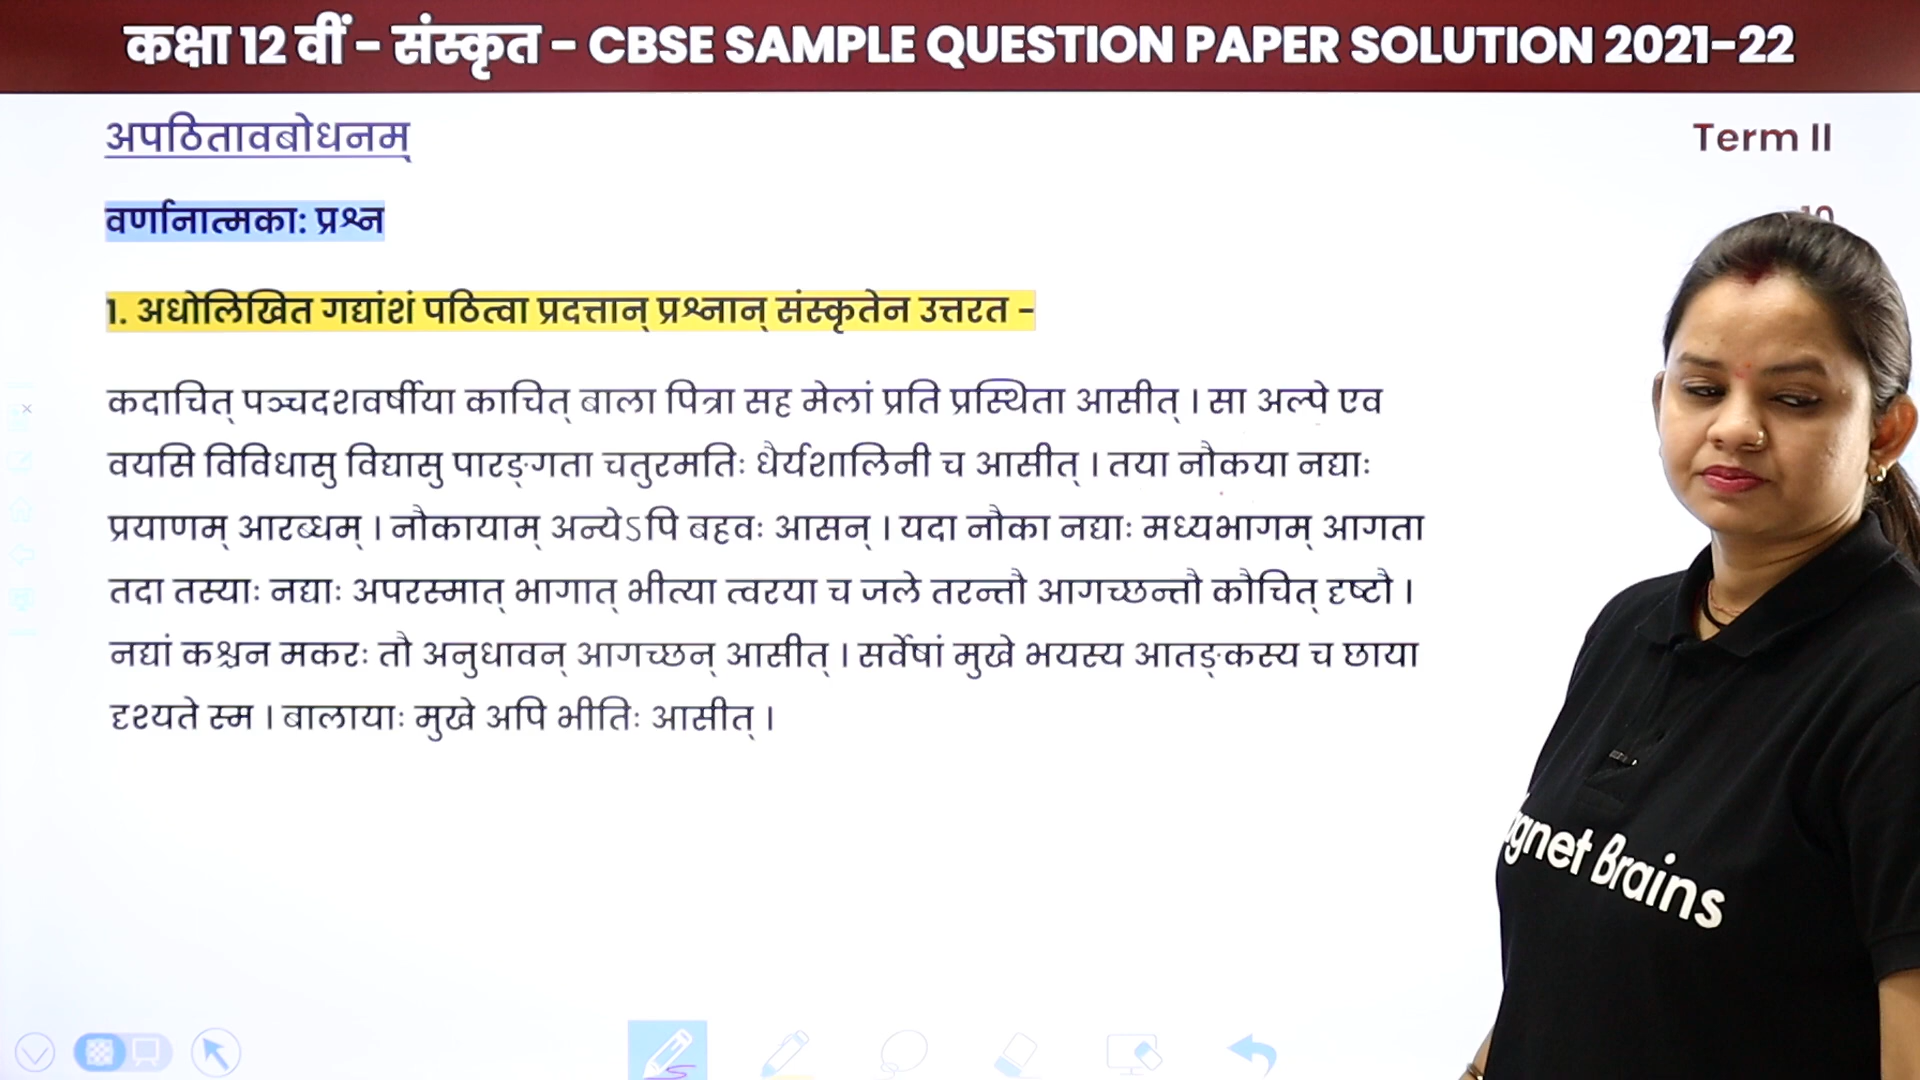 कक्षा 12 वीं - संस्कृत - CBSE SAMPLE QUESTION PAPER SOLUTION 2021-22
अपठितावबोधनम्
Term II
वर्णानात्मका: प्रश्न
10
1. अधोलिखित गद्यांशं पठित्वा प्रदत्तान् प्रश्नान् संस्कृतेन उत्तरत -
कदाचित् पञ्चदशवर्षीया काचित् बाला पित्रा सह मेलां प्रति प्रस्थिता आसीत् । सा अल्पे एव
वयसि विविधासु विद्यासु पारङ्गता चतुरमतिः धैर्यशालिनी च आसीत् । तया नौकया नद्याः
प्रयाणम् आरब्धम् । नौकायाम् अन्येऽपि बहवः आसन् । यदा नौका नद्याः मध्यभागम् आगता
तदा तस्याः नद्याः अपरस्मात् भागात् भीत्या त्वरया च जले तरन्तौ आगच्छन्तौ कौचित् दृष्टौ ।
नद्यां कश्चन मकरः तौ अनुधावन् आगच्छन् आसीत् । सर्वेषां मुखे भयस्य आतङ्कस्य च छाया
दृश्यते स्म । बालायाः मुखे अपि भीतिः आसीत् ।
gnet Brains